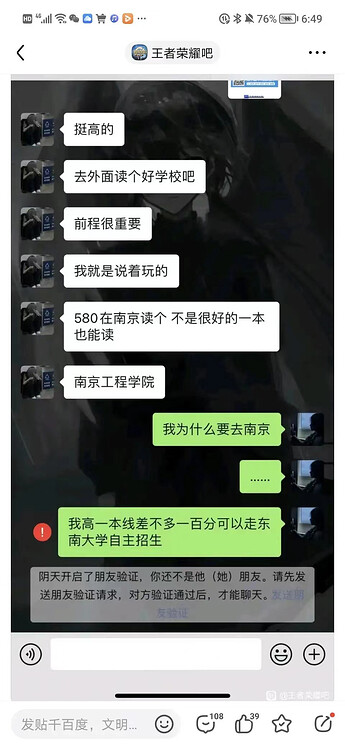 HD 46 76% 6:49
王者荣耀吧
挺高的
去外面读个好学校吧
前程很重要
我就是说着玩的
580在南京读个 不是很好的一本
也能读
南京工程学院
我为什么要去南京
......
我高一本线差不多一百分可以走东
南大学自主招生
阴天开启了朋友验证，你还不是他（她）朋友。请先发
送朋友验证请求，对方验证通过后，才能聊天。发送朋
友验证
@王者荣耀吧
发贴千百度，文明...
108
39